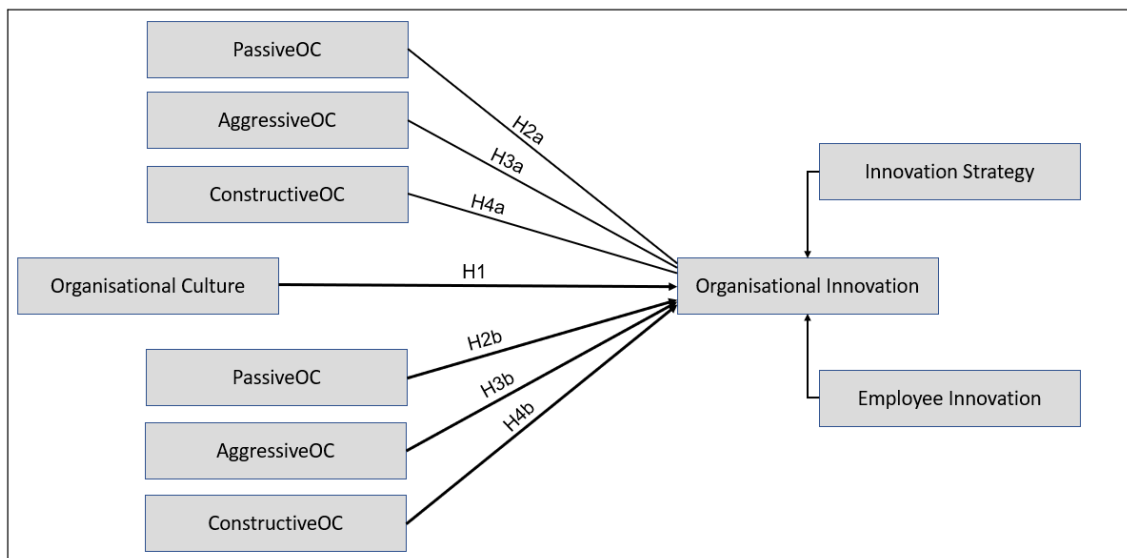 PassiveOC
AggressiveOC
ConstructiveOC
H2a
H3a
H4a
Innovation Strategy
Organisational Culture
H1
Organisational Innovation
PassiveOC
AggressiveOC
ConstructiveOC
H2b
H3b
H4b
Employee Innovation